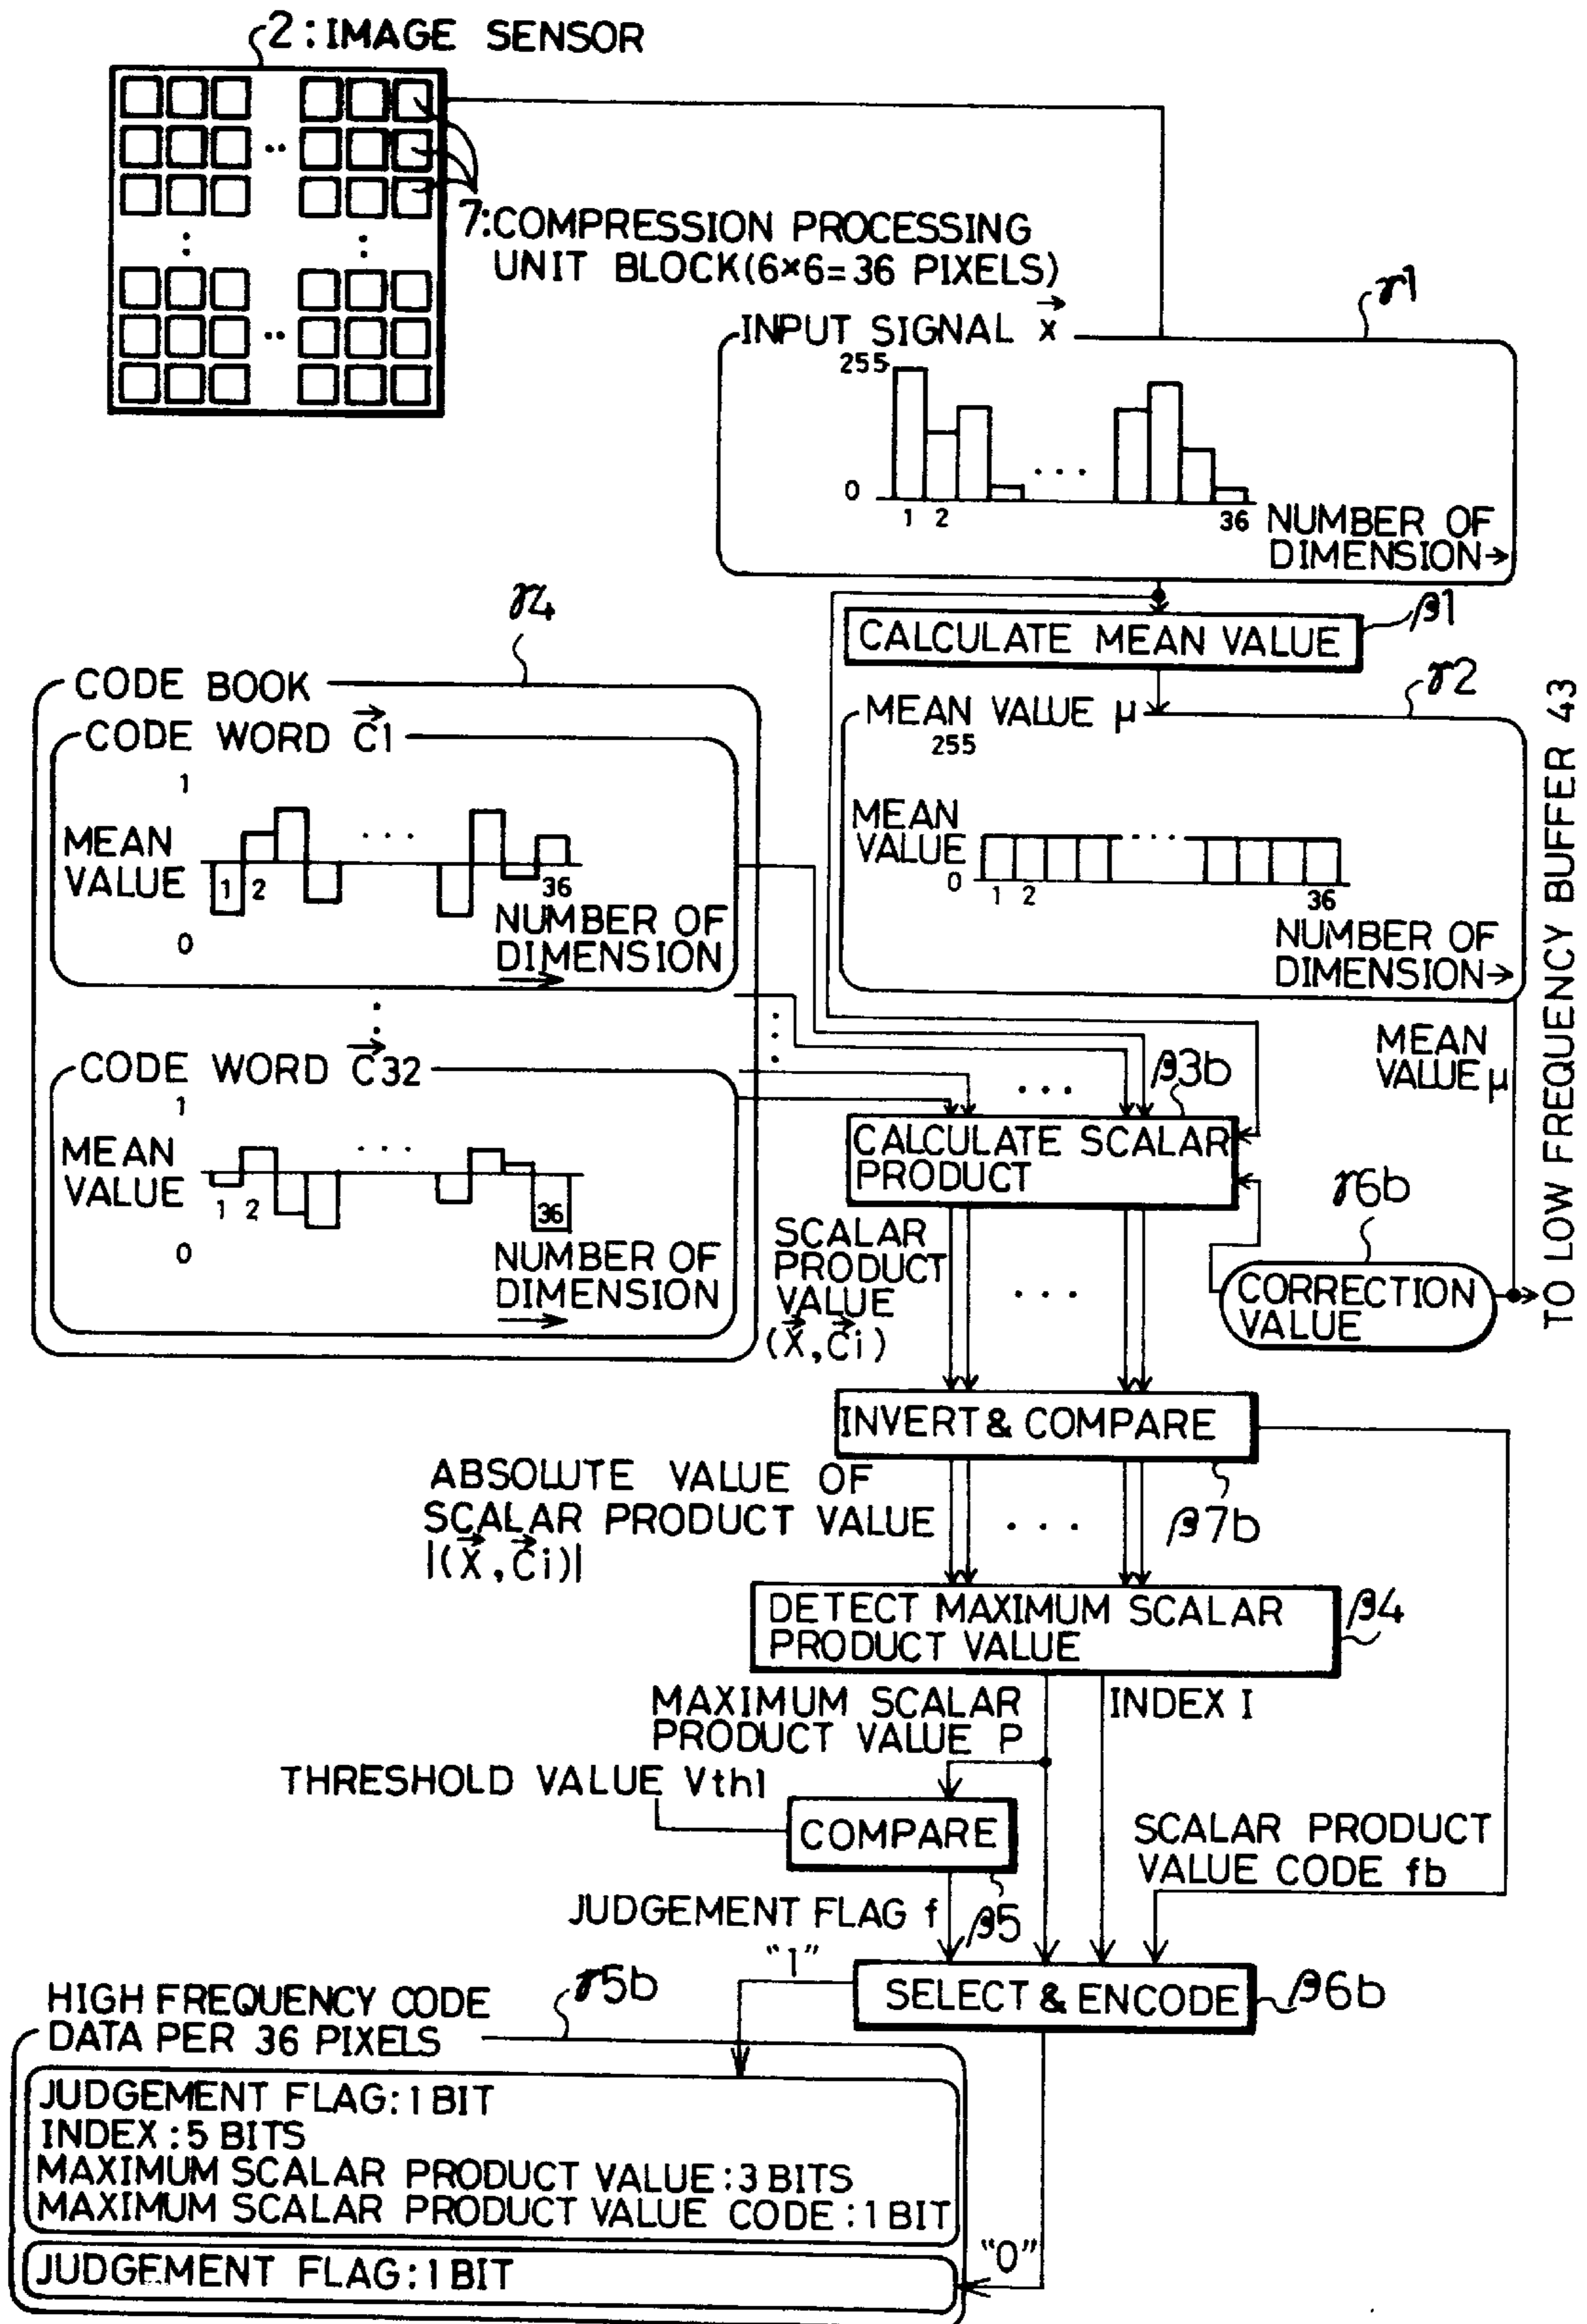 2:IMAGE SENSOR
7:COMPRESSION PROCESSING
UNIT BLOCK(6×6=36 PIXELS)
γ1
INPUT SIGNAL x
255
0
1 2 36
NUMBER OF
DIMENSION
CALCULATE MEAN VALUE
β1
γ2
MEAN VALUE μ
255
MEAN
VALUE
0
1 2 36
NUMBER OF
DIMENSION
MEAN
VALUE μ
TO LOW FREQUENCY BUFFER 43
γ4
CODE BOOK
CODE WORD C1
1
MEAN
VALUE
1 2 36
0
NUMBER OF
DIMENSION
CODE WORD C32
1
MEAN
VALUE
1 2 36
0
NUMBER OF
DIMENSION
β3b
CALCULATE SCALAR
PRODUCT
γ6b
CORRECTION
VALUE
SCALAR
PRODUCT
VALUE
(X,Ci)
INVERT & COMPARE
β7b
ABSOLUTE VALUE OF
SCALAR PRODUCT VALUE
|(X,Ci)|
DETECT MAXIMUM SCALAR
PRODUCT VALUE
β4
MAXIMUM SCALAR
PRODUCT VALUE P
INDEX I
THRESHOLD VALUE Vth1
COMPARE
β5
SCALAR PRODUCT
VALUE CODE fb
JUDGEMENT FLAG f
"1"
SELECT & ENCODE
β6b
γ5b
HIGH FREQUENCY CODE
DATA PER 36 PIXELS
JUDGEMENT FLAG:1 BIT
INDEX:5 BITS
MAXIMUM SCALAR PRODUCT VALUE:3 BITS
MAXIMUM SCALAR PRODUCT VALUE CODE:1 BIT
"0"
JUDGEMENT FLAG:1 BIT